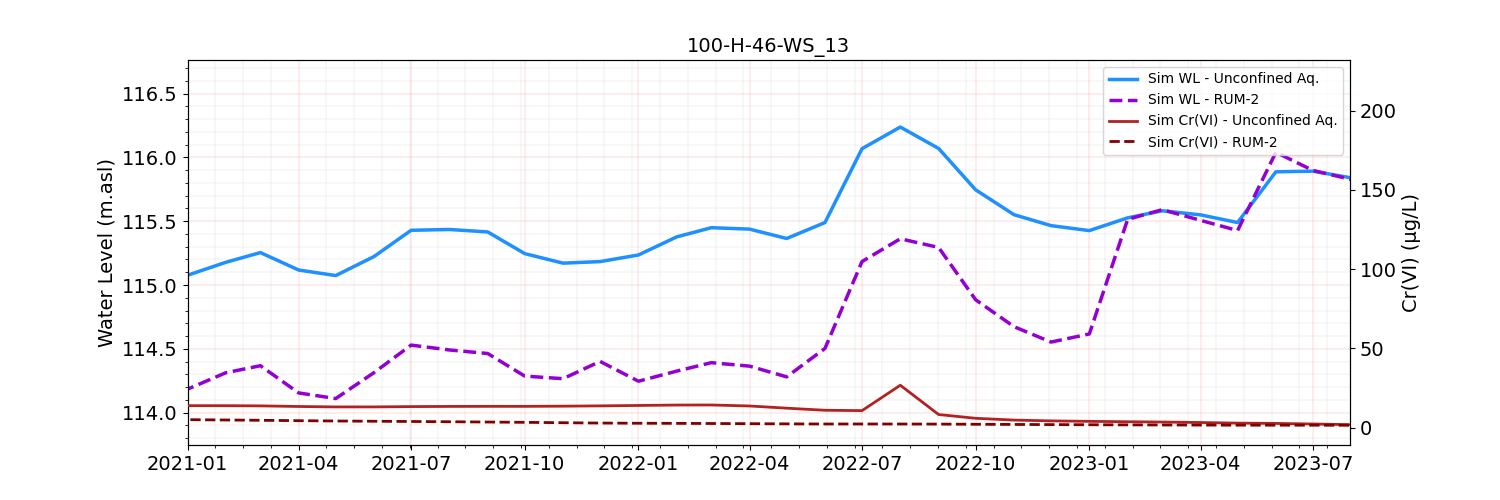 100-H-46-WS_13
Water Level (m.asl)
116.5
116.0
115.5
115.0
114.5
114.0
Sim WL - Unconfined Aq.
Sim WL - RUM-2
Sim Cr(VI) - Unconfined Aq.
Sim Cr(VI) - RUM-2
200
150
100
50
0
Cr(VI) (μg/L)
2021-01 2021-04 2021-07 2021-10 2022-01 2022-04 2022-07 2022-10 2023-01 2023-04 2023-07